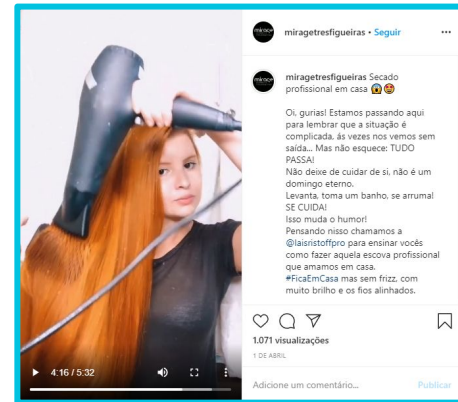 miragetresfigueiras • Seguir
miragetresfigueiras Secado
profissional em casa 😱😍
Oi, gurias! Estamos passando aqui
para lembrar que a situação é
complicada, ás vezes nos vemos sem
saída... Mas não esquece: TUDO
PASSA!
Não deixe de cuidar de si, não é um
domingo eterno.
Levanta, toma um banho, se arruma!
SE CUIDA!
Isso muda o humor!
Pensando nisso chamamos a
@laisristoffpro para ensinar vocês
como fazer aquela escova profissional
que amamos em casa.
#FicaEmCasa mas sem frizz, com
muito brilho e os fios alinhados.
1.071 visualizações
1 DE ABRIL
Adicione um comentário... Publicar
4:16 / 5:32